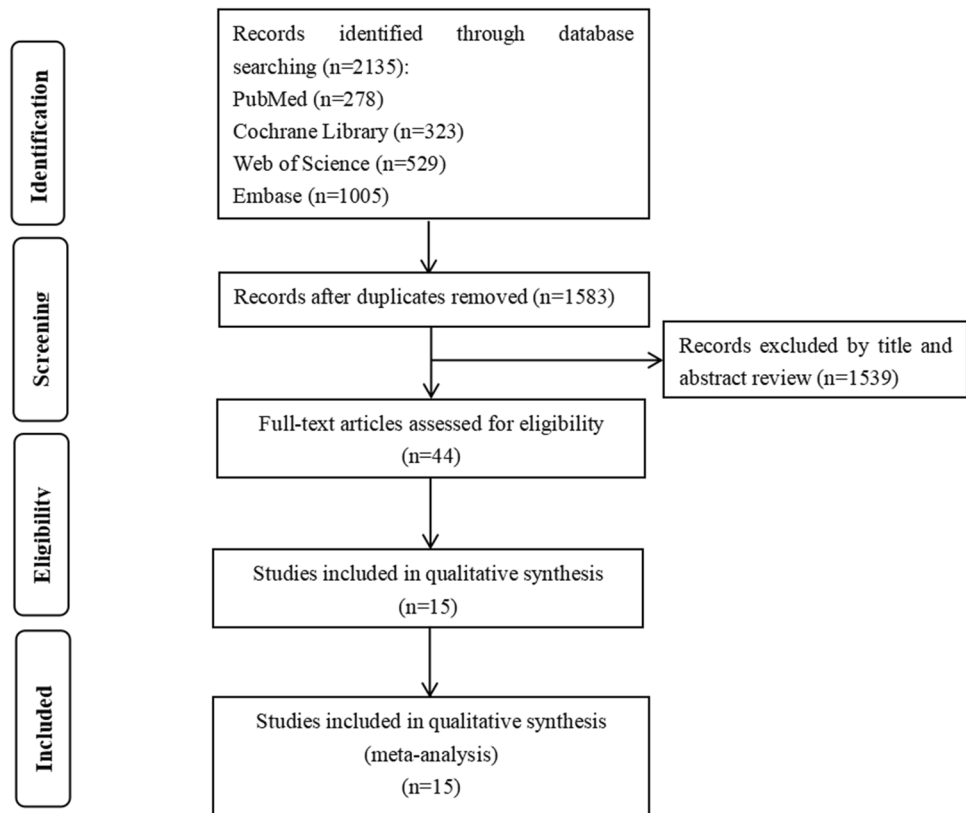 Identification
Records identified through database
searching (n=2135):
PubMed (n=278)
Cochrane Library (n=323)
Web of Science (n=529)
Embase (n=1005)
Screening
Records after duplicates removed (n=1583)
Records excluded by title and
abstract review (n=1539)
Full-text articles assessed for eligibility
(n=44)
Eligibility
Studies included in qualitative synthesis
(n=15)
Included
Studies included in qualitative synthesis
(meta-analysis)
(n=15)